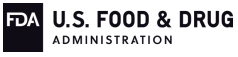 FDA U.S. FOOD & DRUG
ADMINISTRATION